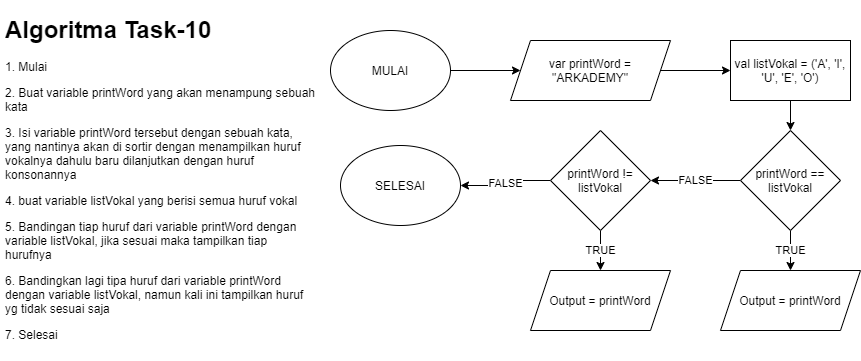 Algoritma Task-10
1. Mulai
2. Buat variable printWord yang akan menampung sebuah
kata
3. Isi variable printWord tersebut dengan sebuah kata,
yang nantinya akan di sortir dengan menampilkan huruf
vokalnya dahulu baru dilanjutkan dengan huruf
konsonannya
4. buat variable listVokal yang berisi semua huruf vokal
5. Bandingan tiap huruf dari variable printWord dengan
variable listVokal, jika sesuai maka tampilkan tiap
hurufnya
6. Bandingkan lagi tipa huruf dari variable printWord
dengan variable listVokal, namun kali ini tampilkan huruf
yg tidak sesuai saja
7. Selesai
MULAI
var printWord =
"ARKADEMY"
val listVokal = ('A', 'I',
'U', 'E', 'O')
printWord ==
listVokal
FALSE
printWord !=
listVokal
FALSE
SELESAI
TRUE
TRUE
Output = printWord
Output = printWord